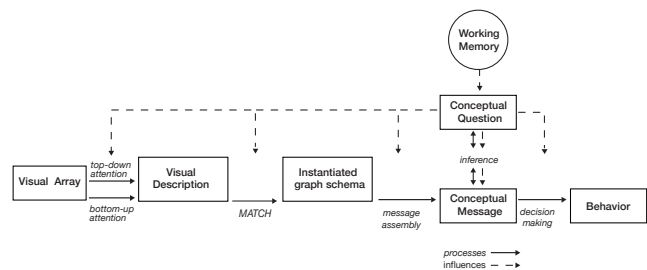 Working
Memory
Conceptual
Question
top-down
attention
Visual Array
bottom-up
attention
Visual
Description
MATCH
Instantiated
graph schema
message
assembly
inference
Conceptual
Message
decision
making
Behavior
processes
influences